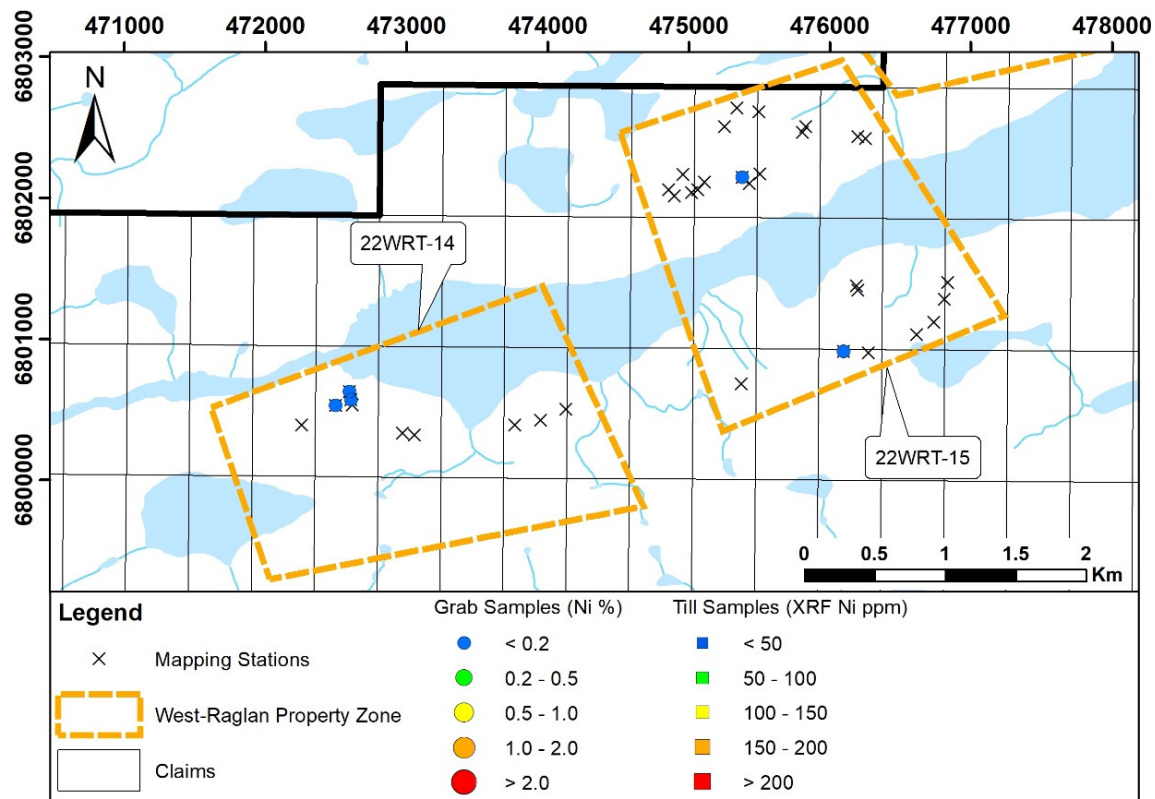 471000 472000 473000 474000 475000 476000 477000 478000
6803000
N
6802000
22WRT-14
6801000
22WRT-15
6800000
0 0.5 1 1.5 2
Km
Legend
Mapping Stations
West-Raglan Property Zone
Claims
Grab Samples (Ni %)
< 0.2
0.2 - 0.5
0.5 - 1.0
1.0 - 2.0
> 2.0
Till Samples (XRF Ni ppm)
< 50
50 - 100
100 - 150
150 - 200
> 200